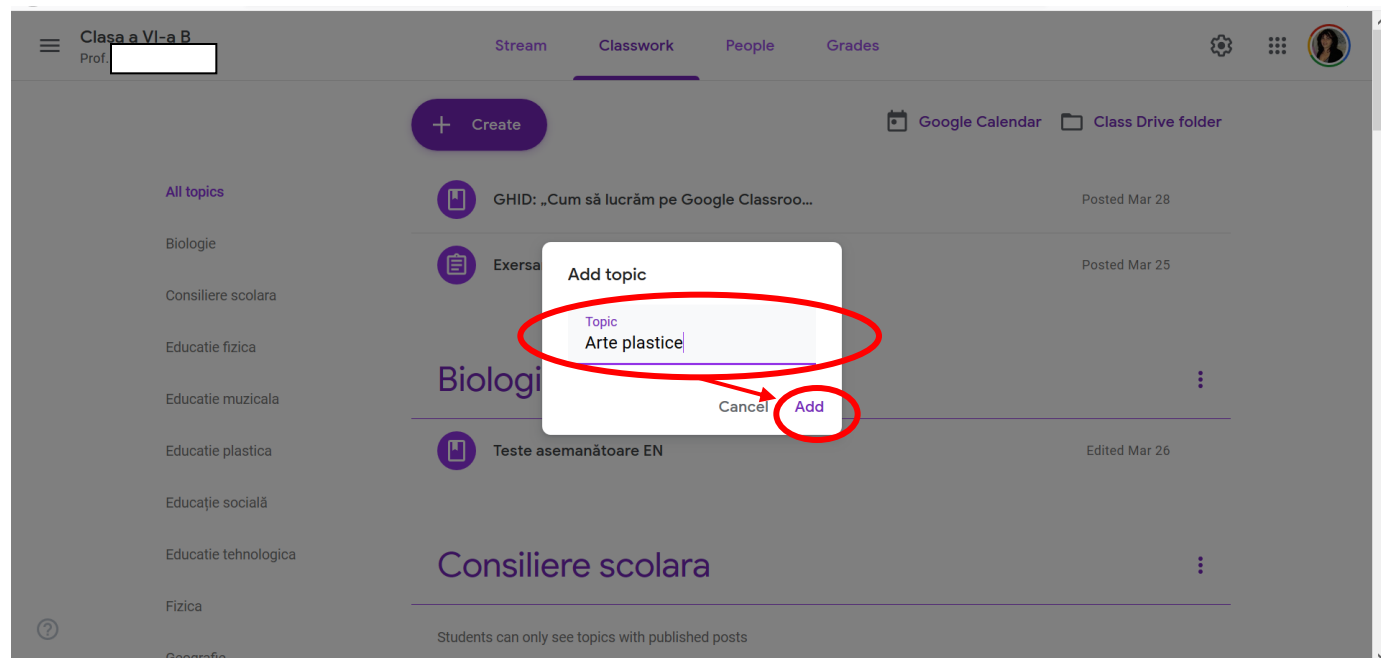 Clasa a VI-a B
Prof.
Stream Classwork People Grades
Create
Google Calendar Class Drive folder
All topics
Biologie
Consiliere scolara
Educatie fizica
Educatie muzicala
Educatie plastica
Educație socială
Educatie tehnologica
Fizica
Geografie
GHID: „Cum să lucrăm pe Google Classroo...
Posted Mar 28
Exersa
Posted Mar 25
Add topic
Topic
Arte plastice
Cancel Add
Biologi
Teste asemanătoare EN
Edited Mar 26
Consiliere scolara
Students can only see topics with published posts